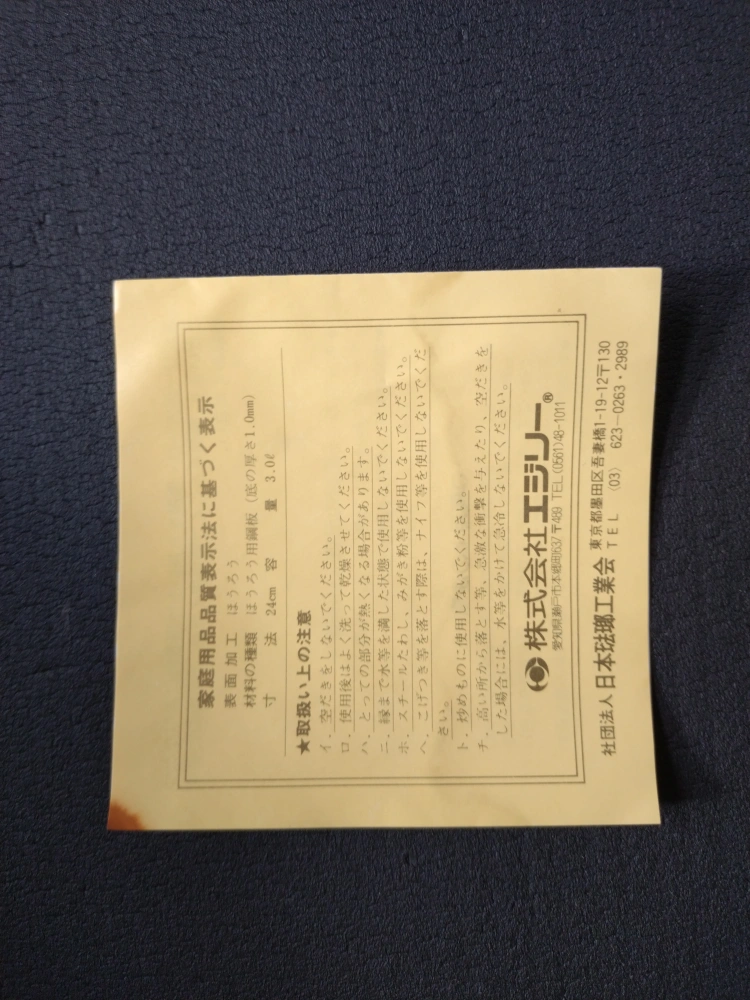 家庭用品品質表示法に基づく表示
表面加工 ほうろう
材料の種類 ほうろう用鋼板（底の厚さ1.0mm）
寸法 24cm 容量 3.0ℓ
★取扱い上の注意
イ．空だきをしないでください。
ロ．使用後はよく洗って乾燥させてください。
ハ．とっての部分が熱くなる場合があります。
ニ．縁まで水等を満した状態で使用しないでください。
ホ．スチールたわし、みがき粉等を使用しないでください。
ヘ．こげつき等を落とす際は、ナイフ等を使用しないでくだ
さい。
ト．炒めものに使用しないでください。
チ．高い所から落とす等、急激な衝撃を与えたり、空だきを
した場合には、水等をかけて急冷しないでください。
株式会社エジリー®
愛知県瀬戸市本郷町637 〒489 TEL(0561)48-1011
社団法人日本琺瑯工業会 東京都墨田区吾妻橋1-19-12〒130
TEL (03) 623-0263・2989